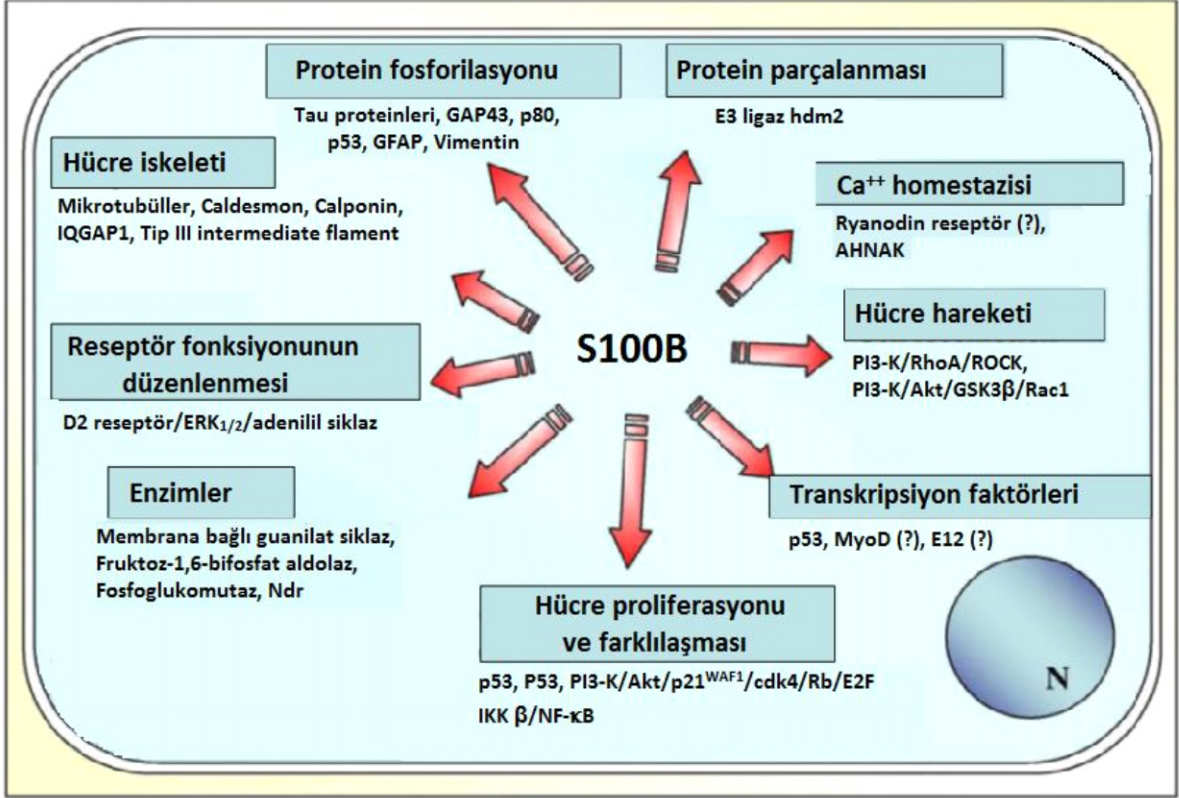 Protein fosforilasyonu
Tau proteinleri, GAP43, p80,
p53, GFAP, Vimentin
Protein parçalanması
E3 ligaz hdm2
Hücre iskeleti
Mikrotubüller, Caldesmon, Calponin,
IQGAP1, Tip III intermediate flament
Ca⁺⁺ homestazisi
Ryanodin reseptör (?),
AHNAK
Reseptör fonksiyonunun
düzenlenmesi
D2 reseptör/ERK₁/₂/adenilil siklaz
S100B
Hücre hareketi
PI3-K/RhoA/ROCK,
PI3-K/Akt/GSK3β/Rac1
Enzimler
Membrana bağlı guanilat siklaz,
Fruktoz-1,6-bifosfat aldolaz,
Fosfoglukomutaz, Ndr
Transkripsiyon faktörleri
p53, MyoD (?), E12 (?)
Hücre proliferasyonu
ve farklılaşması
p53, P53, PI3-K/Akt/p21ᵂᴬᶠ¹/cdk4/Rb/E2F
IKK β/NF-κB
N